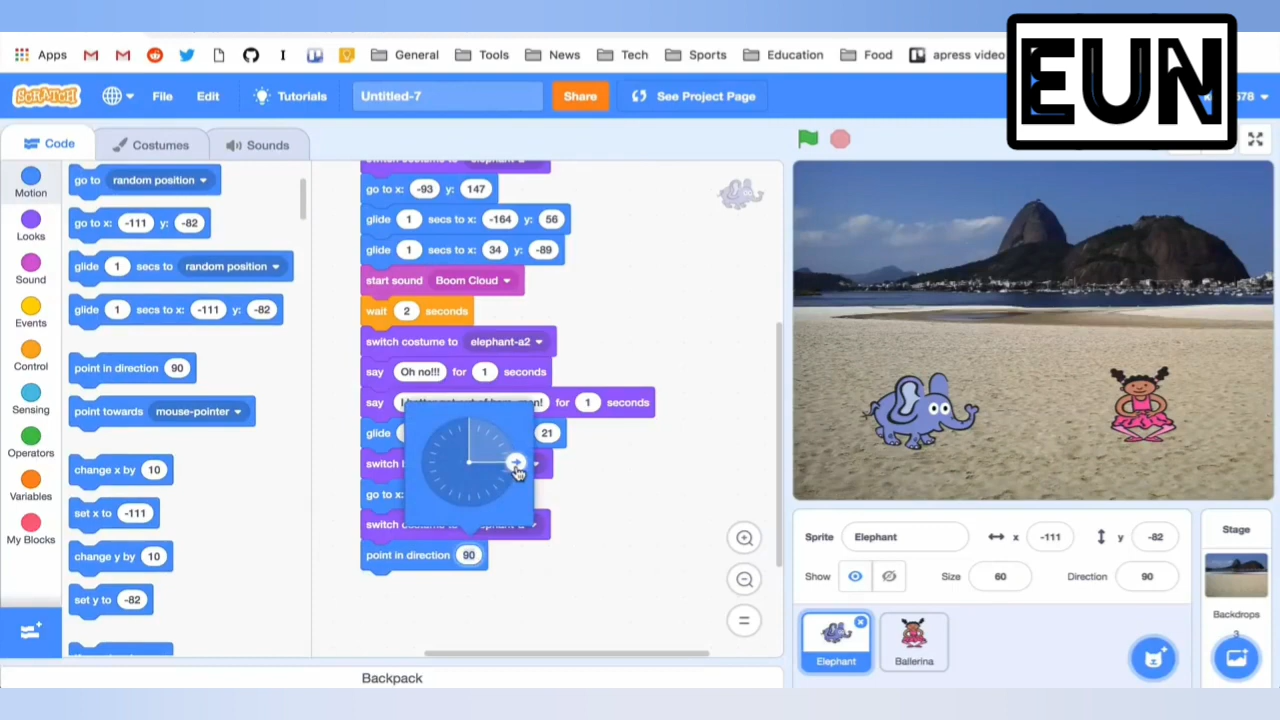 Apps General Tools News Tech Sports Education Food apress video
EUN
SCRATCH File Edit Tutorials Untitled-7 Share See Project Page 578
Code Costumes Sounds
Motion
Looks
Sound
Events
Control
Sensing
Operators
Variables
My Blocks
go to random position
go to x: -111 y: -82
glide 1 secs to random position
glide 1 secs to x: -111 y: -82
point in direction 90
point towards mouse-pointer
change x by 10
set x to -111
change y by 10
set y to -82
go to x: -93 y: 147
glide 1 secs to x: -164 y: 56
glide 1 secs to x: 34 y: -89
start sound Boom Cloud
wait 2 seconds
switch costume to elephant-a2
say Oh no!!! for 1 seconds
say for 1 seconds
glide 21
switch
go to x:
switch
point in direction 90
Sprite Elephant x -111 y -82
Show Size 60 Direction 90
Elephant
Ballerina
Stage
Backdrops
3
Backpack